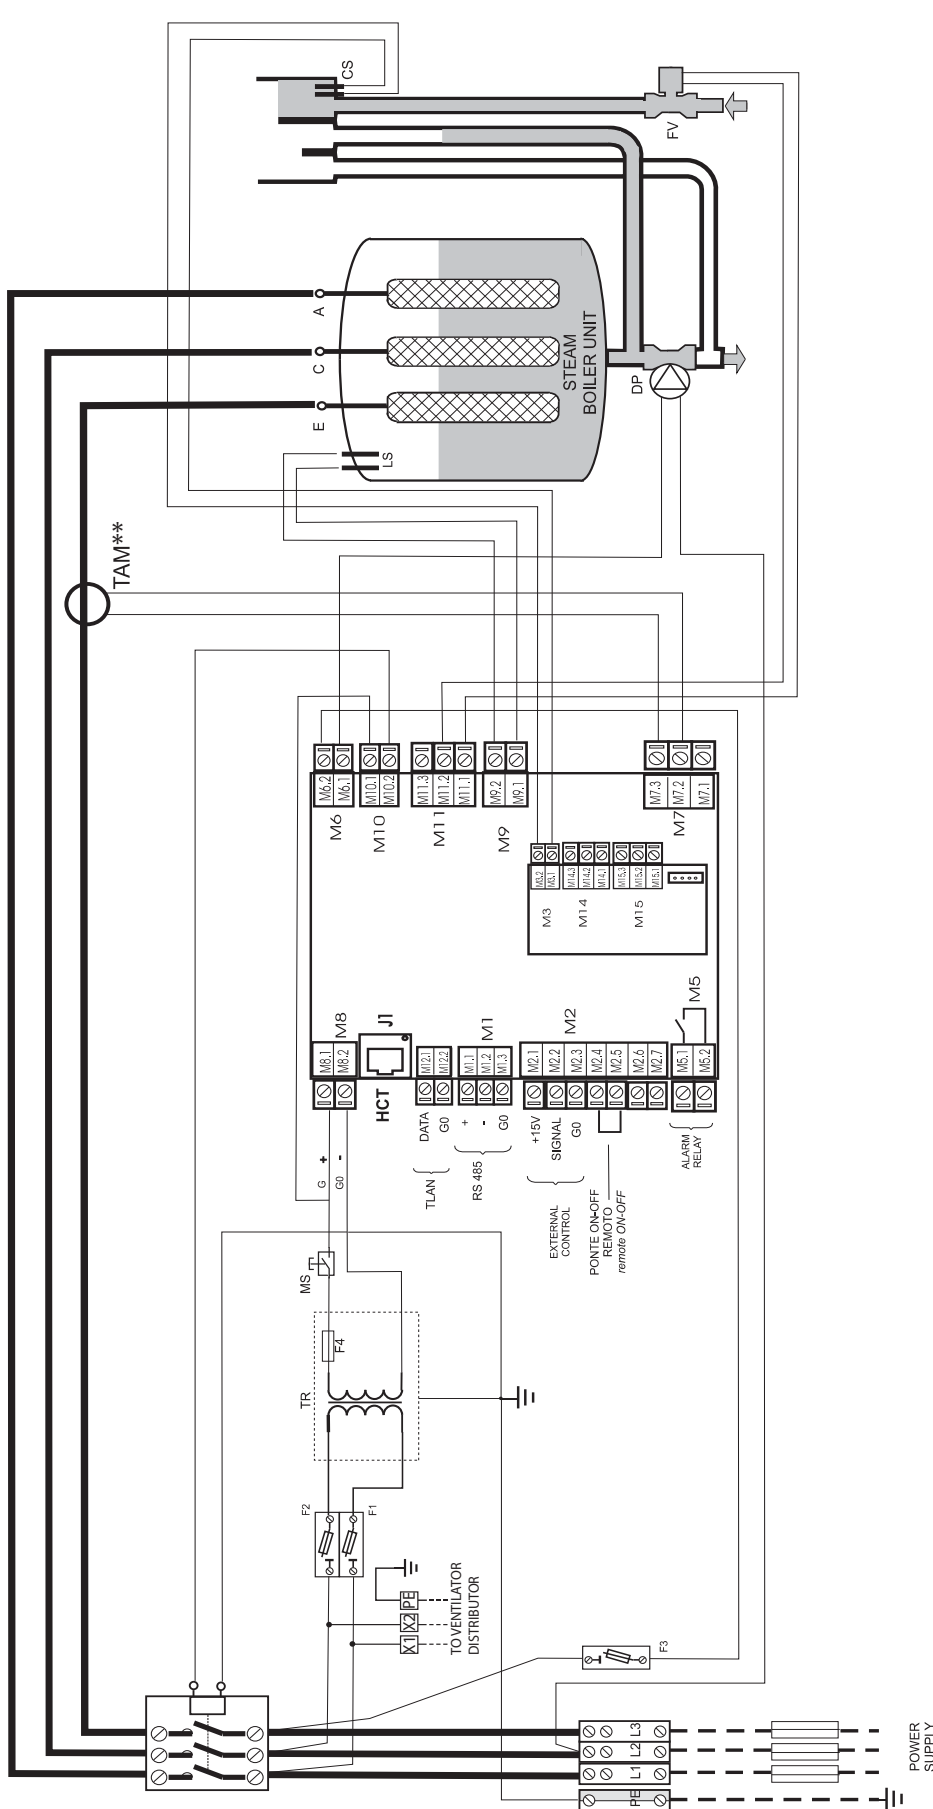 CS
FV
A
C
E
STEAM
BOILER UNIT
DP
LS
TAM**
M6.2
M6.1
M10.1
M10.2
M11.3
M11.2
M11.1
M9.2
M9.1
M7.3
M7.2
M7.1
M6
M10
M11
M9
M7
M3.2
M3.1
M14.3
M14.2
M14.1
M15.3
M15.2
M15.1
M3
M14
M15
M8
J1
M1
M2
M5
M8.1
M8.2
M12.1
M12.2
M1.1
M1.2
M1.3
M2.1
M2.2
M2.3
M2.4
M2.5
M2.6
M2.7
M5.1
M5.2
HCT
DATA
G0
+
-
G0
+15V
SIGNAL
G0
ALARM
RELAY
G +
G0 -
TLAN
RS 485
EXTERNAL
CONTROL
PONTE ON-OFF
REMOTO
remote ON-OFF
MS
F4
TR
F2
F1
X1
X2
PE
TO VENTILATOR
DISTRIBUTOR
F3
L3
L2
L1
PE
POWER
SUPPLY